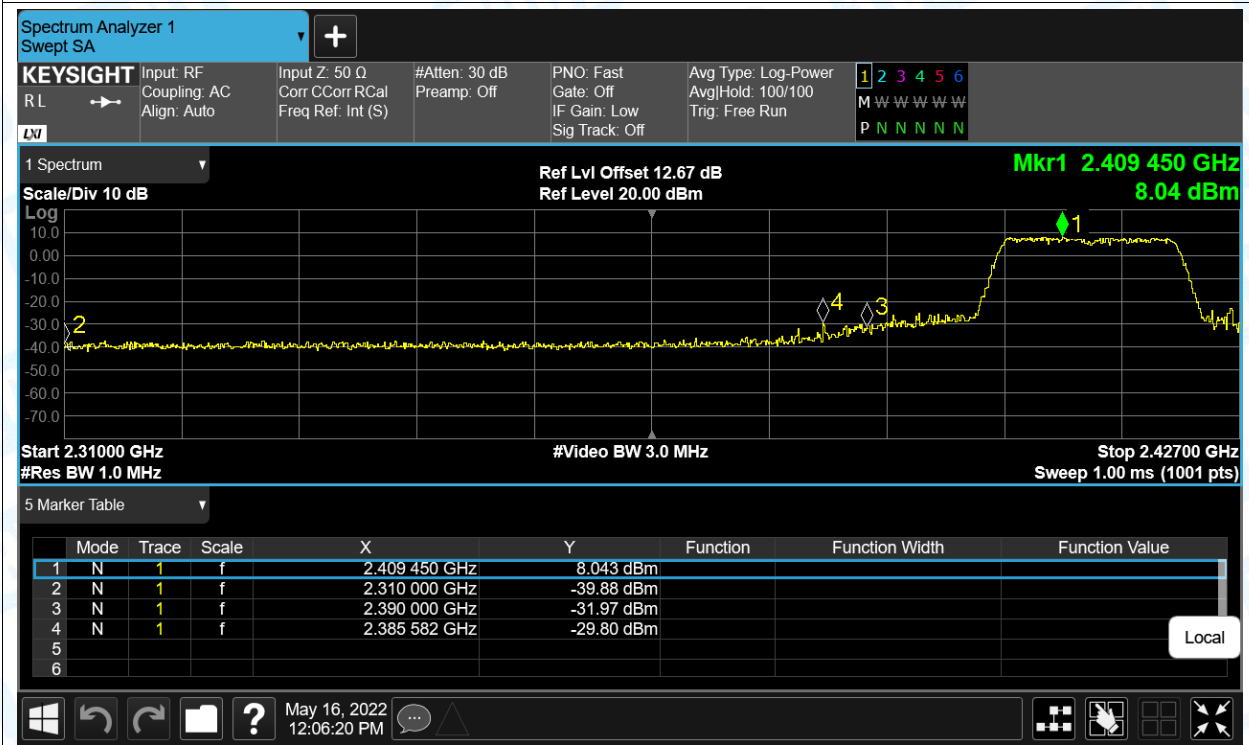 Spectrum Analyzer 1
Swept SA
KEYSIGHT
R L
LXI
Input: RF
Coupling: AC
Align: Auto
Input Z: 50 Ω
Corr CCorr RCal
Freq Ref: Int (S)
#Atten: 30 dB
Preamp: Off
PNO: Fast
Gate: Off
IF Gain: Low
Sig Track: Off
Avg Type: Log-Power
Avg|Hold: 100/100
Trig: Free Run
1 2 3 4 5 6
M W W W W W
P N N N N N
1 Spectrum
Scale/Div 10 dB
Ref Lvl Offset 12.67 dB
Ref Level 20.00 dBm
Mkr1 2.409 450 GHz
8.04 dBm
Log
10.0
0.00
-10.0
-20.0
-30.0
-40.0
-50.0
-60.0
-70.0
2
4
3
1
Start 2.31000 GHz
#Res BW 1.0 MHz
#Video BW 3.0 MHz
Stop 2.42700 GHz
Sweep 1.00 ms (1001 pts)
5 Marker Table
Mode Trace Scale X Y Function Function Width Function Value
1 N 1 f 2.409 450 GHz 8.043 dBm
2 N 1 f 2.310 000 GHz -39.88 dBm
3 N 1 f 2.390 000 GHz -31.97 dBm
4 N 1 f 2.385 582 GHz -29.80 dBm
5
6
Local
?
May 16, 2022
12:06:20 PM